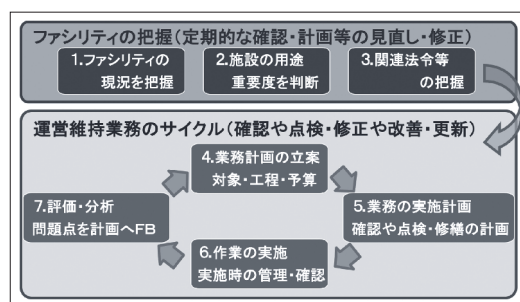 ファシリティの把握(定期的な確認・計画等の見直し・修正)
1.ファシリティの
現況を把握
2.施設の用途
重要度を判断
3.関連法令等
の把握
運営維持業務のサイクル(確認や点検・修正や改善・更新)
4.業務計画の立案
対象・工程・予算
5.業務の実施計画
確認や点検・修繕の計画
6.作業の実施
実施時の管理・確認
7.評価・分析
問題点を計画へFB